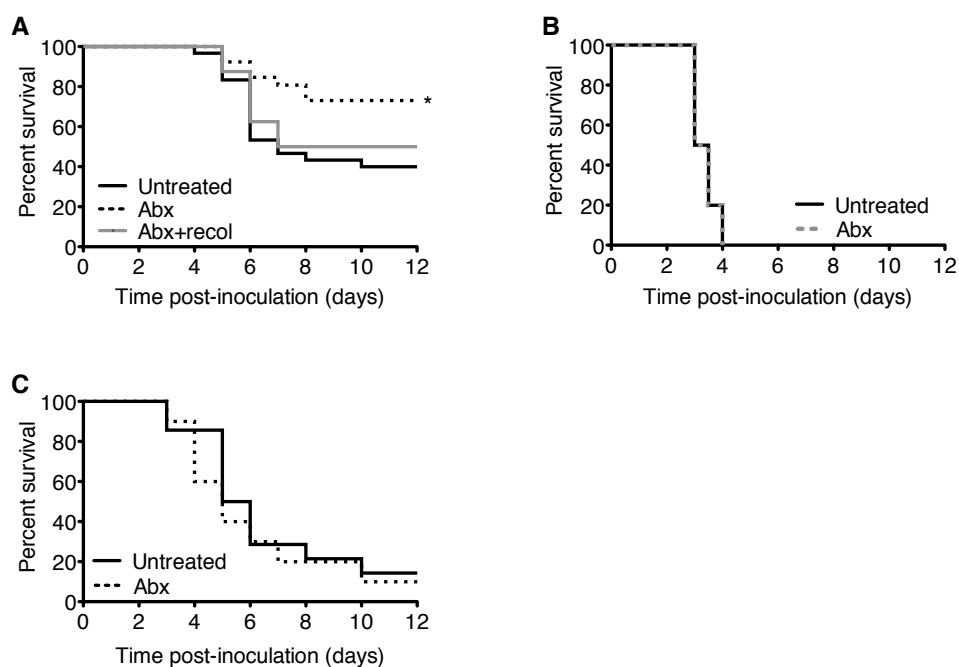 A
100
80
60
40
20
0
Percent survival
Untreated
Abx
Abx+recol
*
0 2 4 6 8 10 12
Time post-inoculation (days)
B
100
80
60
40
20
0
Percent survival
Untreated
Abx
0 2 4 6 8 10 12
Time post-inoculation (days)
C
100
80
60
40
20
0
Percent survival
Untreated
Abx
0 2 4 6 8 10 12
Time post-inoculation (days)